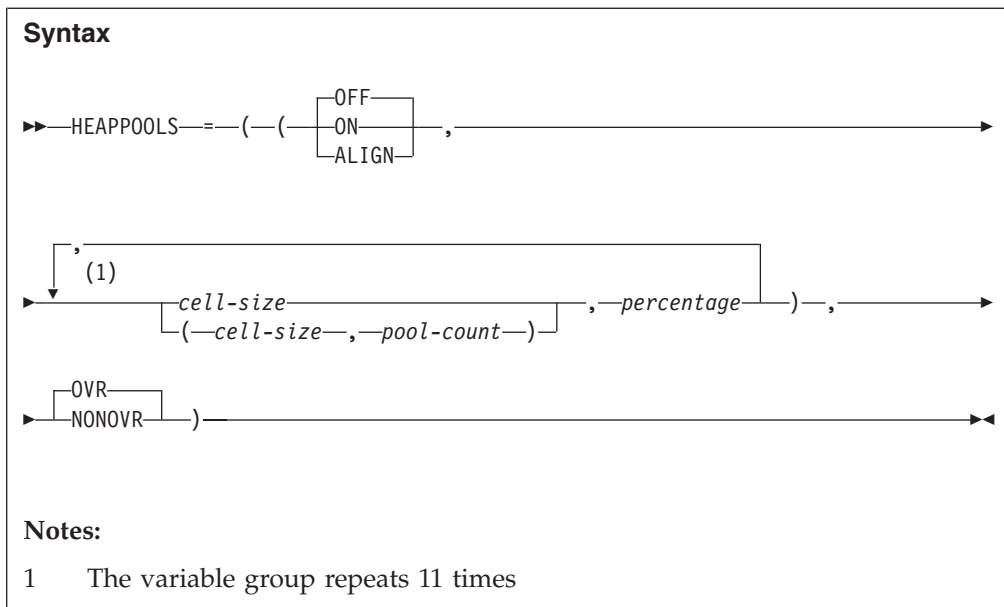 Syntax
OFF
HEAPPOOLS = ( ( ON ,
ALIGN
,
(1)
cell-size , percentage ) ,
( cell-size , pool-count )
OVR
NONOVR )
Notes:
1 The variable group repeats 11 times